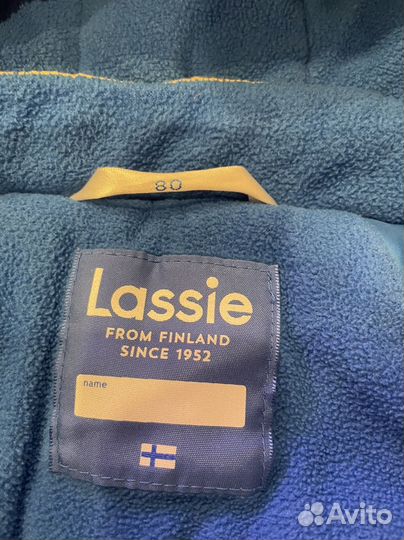 80
Lassie
FROM FINLAND
SINCE 1952
name
Avito